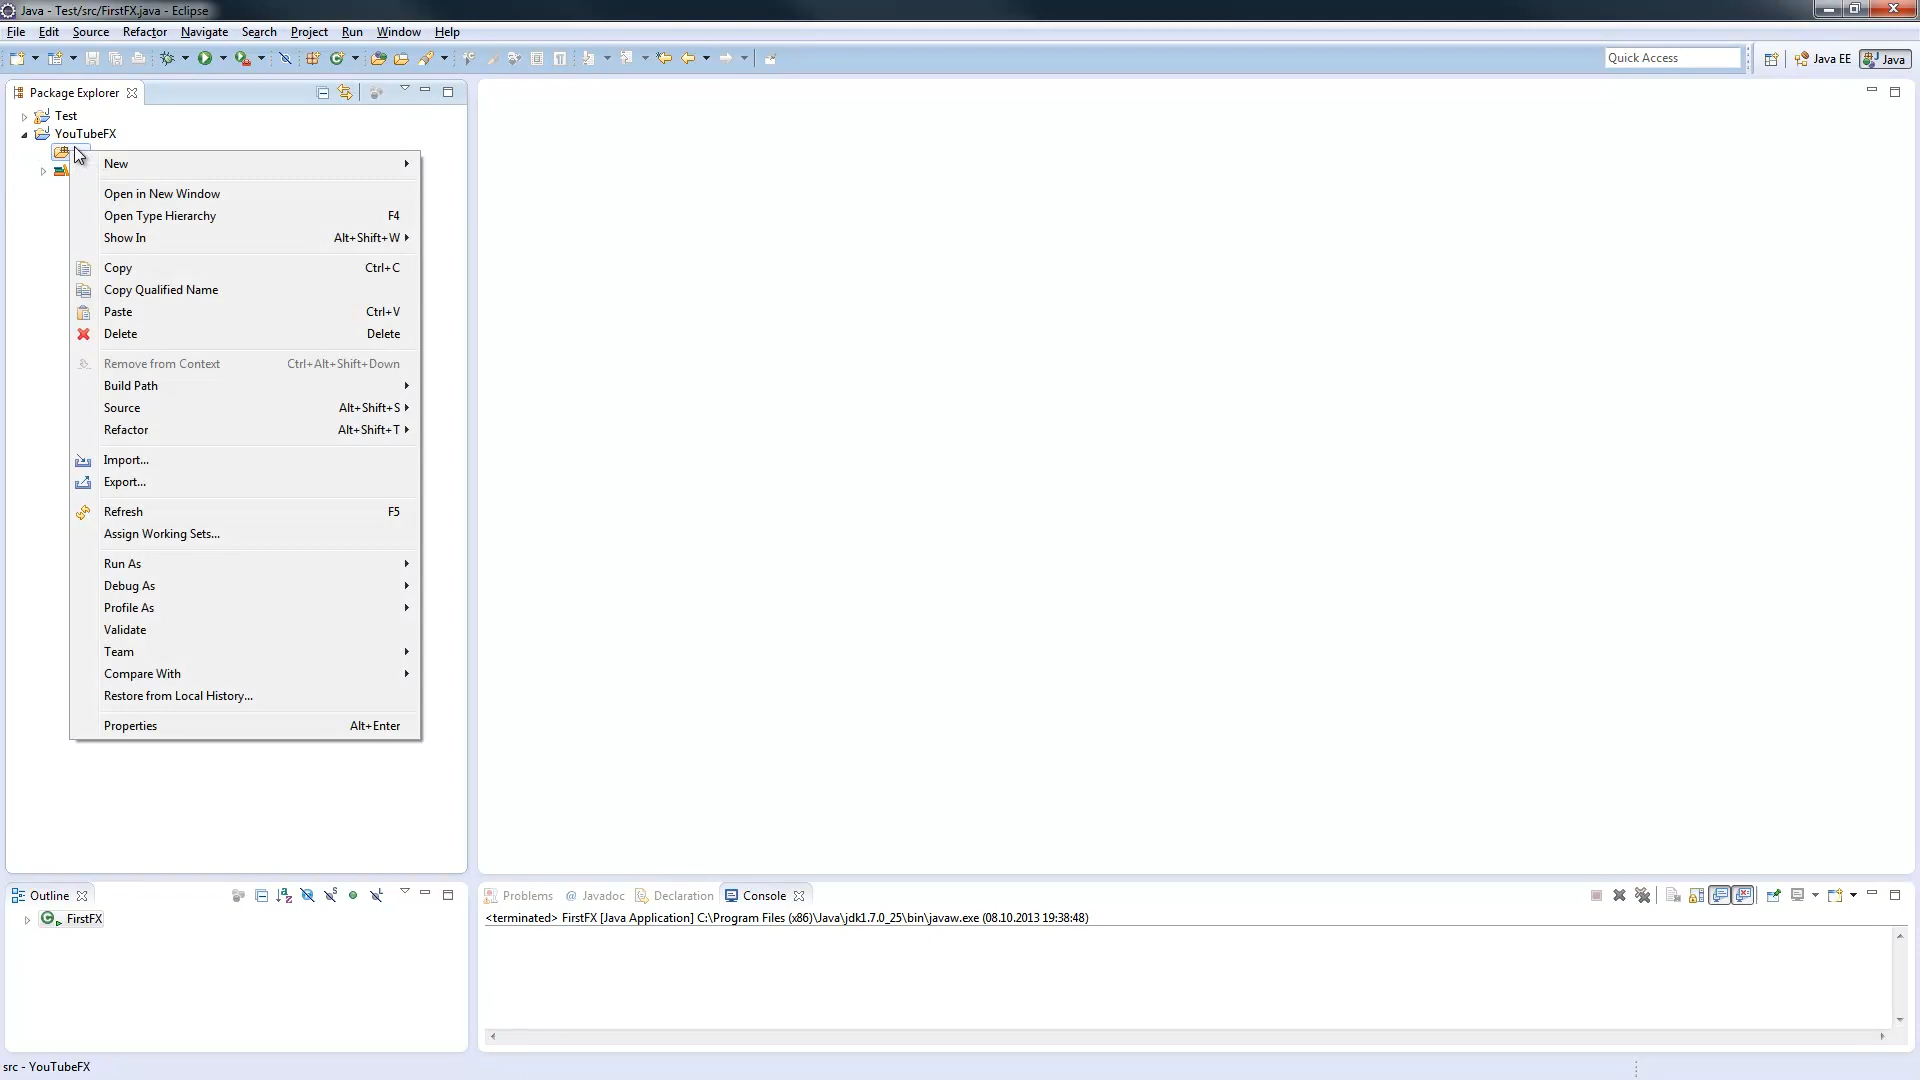 Java - Test/src/FirstFX.java - Eclipse
File Edit Source Refactor Navigate Search Project Run Window Help
Quick Access Java EE Java
Package Explorer
Test
YouTubeFX
New
Open in New Window
Open Type Hierarchy F4
Show In Alt+Shift+W
Copy Ctrl+C
Copy Qualified Name
Paste Ctrl+V
Delete Delete
Remove from Context Ctrl+Alt+Shift+Down
Build Path
Source Alt+Shift+S
Refactor Alt+Shift+T
Import...
Export...
Refresh F5
Assign Working Sets...
Run As
Debug As
Profile As
Validate
Team
Compare With
Restore from Local History...
Properties Alt+Enter
Outline
FirstFX
Problems @ Javadoc Declaration Console
<terminated> FirstFX [Java Application] C:\Program Files (x86)\Java\jdk1.7.0_25\bin\javaw.exe (08.10.2013 19:38:48)
src - YouTubeFX